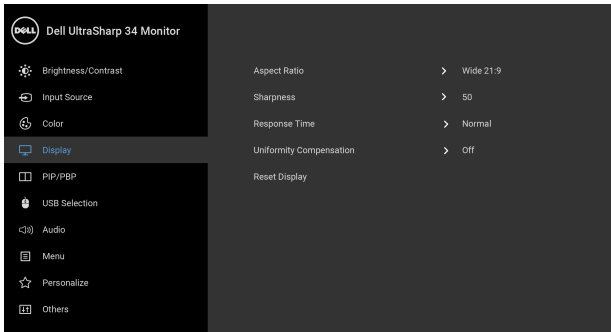 DELL Dell UltraSharp 34 Monitor
Brightness/Contrast Aspect Ratio Wide 21:9
Input Source Sharpness 50
Color Response Time Normal
Display Uniformity Compensation Off
PIP/PBP Reset Display
USB Selection
Audio
Menu
Personalize
Others